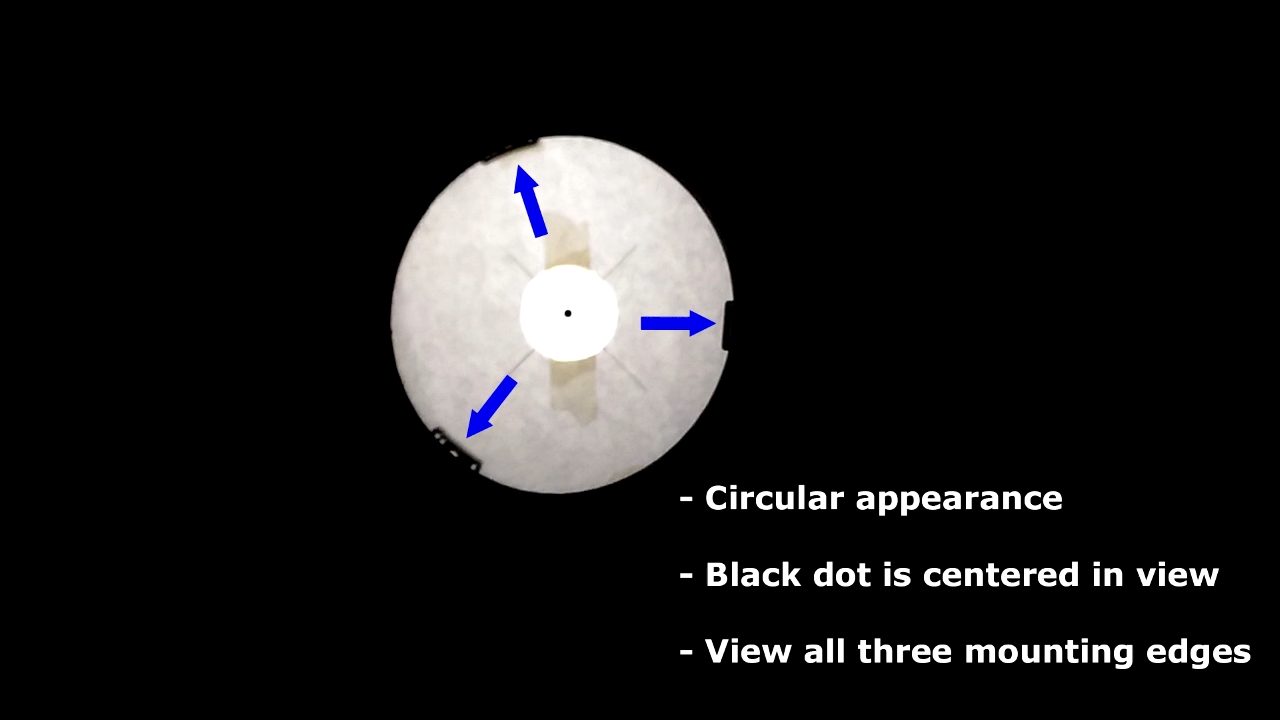 - Circular appearance
- Black dot is centered in view
- View all three mounting edges